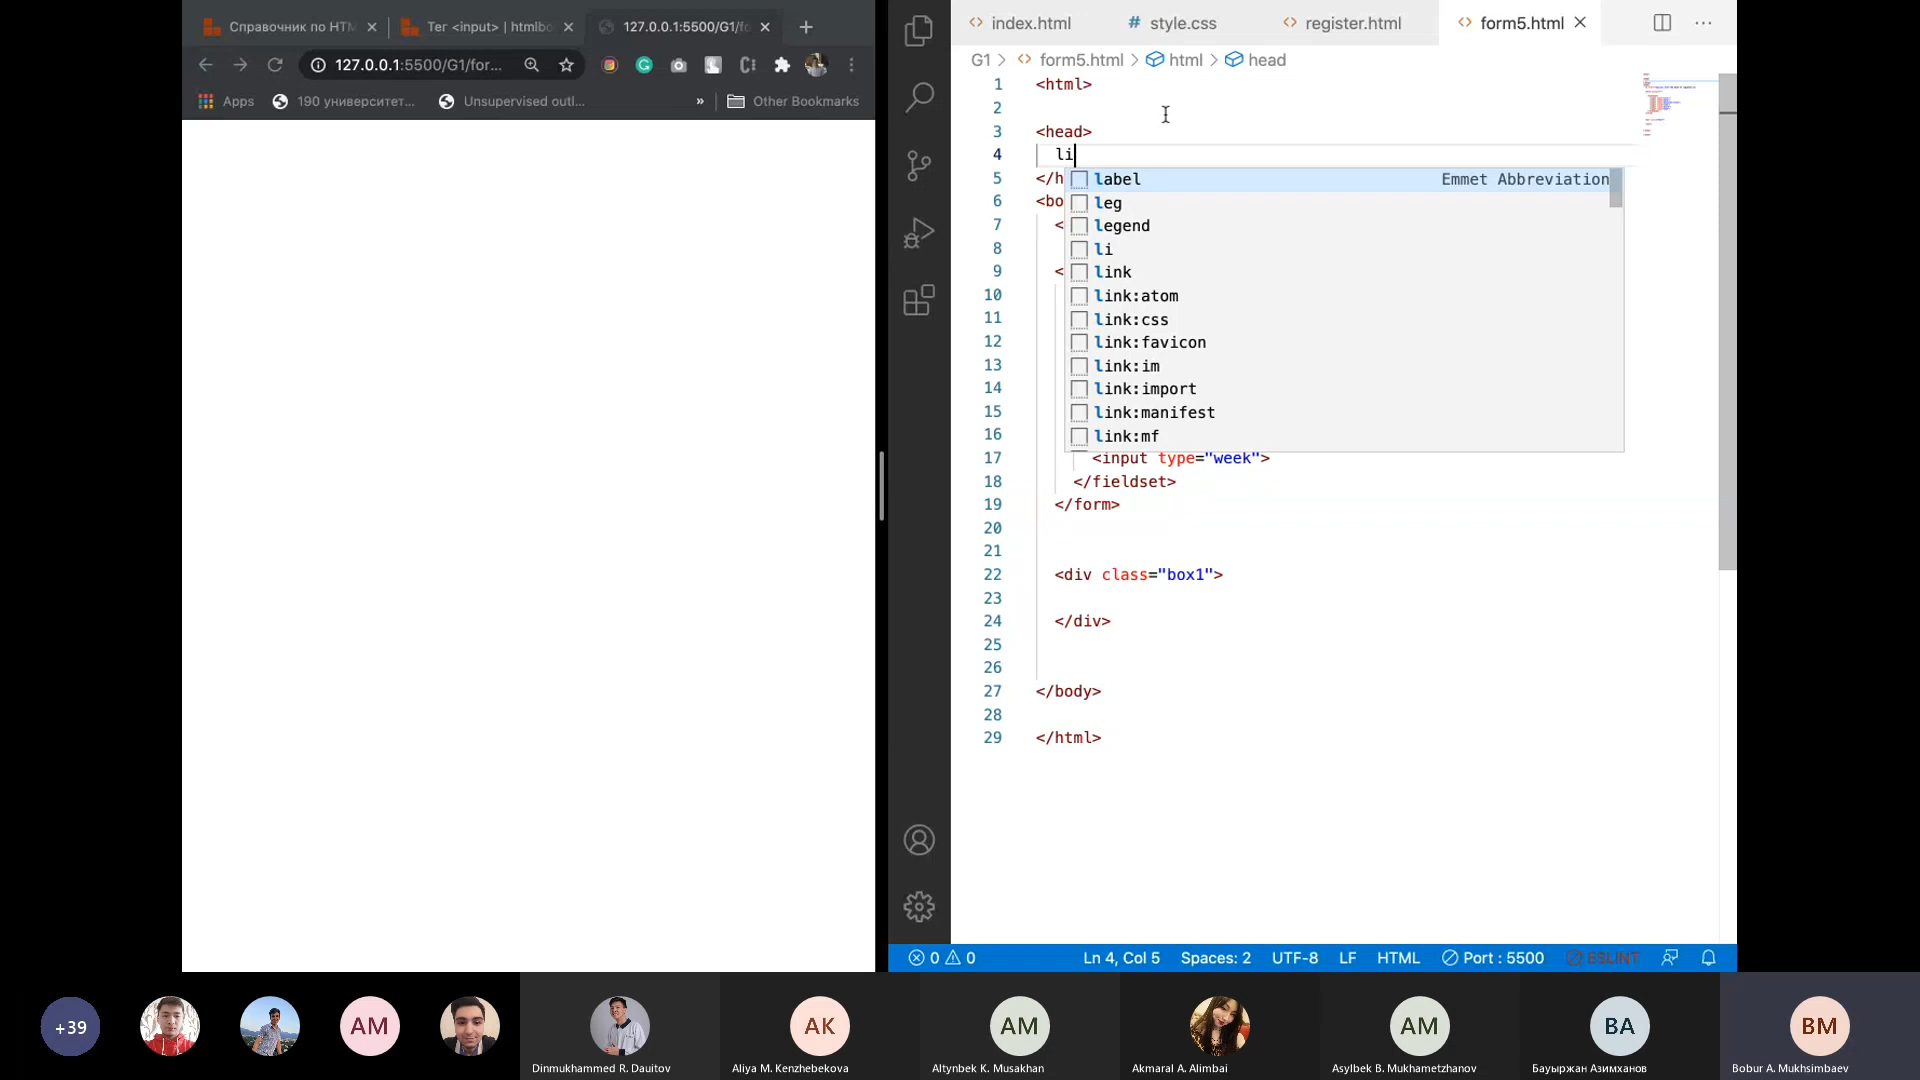 Справочник по HTM
Тег <input> | htmlbo
127.0.0.1:5500/G1/fo
127.0.0.1:5500/G1/for...
Apps
190 университет...
Unsupervised outl...
»
Other Bookmarks
index.html
# style.css
register.html
form5.html
G1 > form5.html > html > head
1 <html>
2
3 <head>
4 li
5 </h
6 <bo
7 <
8
9 <
10
11
12
13
14
15
16
label Emmet Abbreviation
leg
legend
li
link
link:atom
link:css
link:favicon
link:im
link:import
link:manifest
link:mf
17 <input type="week">
18 </fieldset>
19 </form>
20
21
22 <div class="box1">
23
24 </div>
25
26
27 </body>
28
29 </html>
0 0 Ln 4, Col 5 Spaces: 2 UTF-8 LF HTML Port : 5500 ESLINT
+39
AM
Dinmukhammed R. Dauitov
AK
Aliya M. Kenzhebekova
AM
Altynbek K. Musakhan
Akmaral A. Alimbai
AM
Asylbek B. Mukhametzhanov
BA
Бауыржан Азимханов
BM
Bobur A. Mukhsimbaev